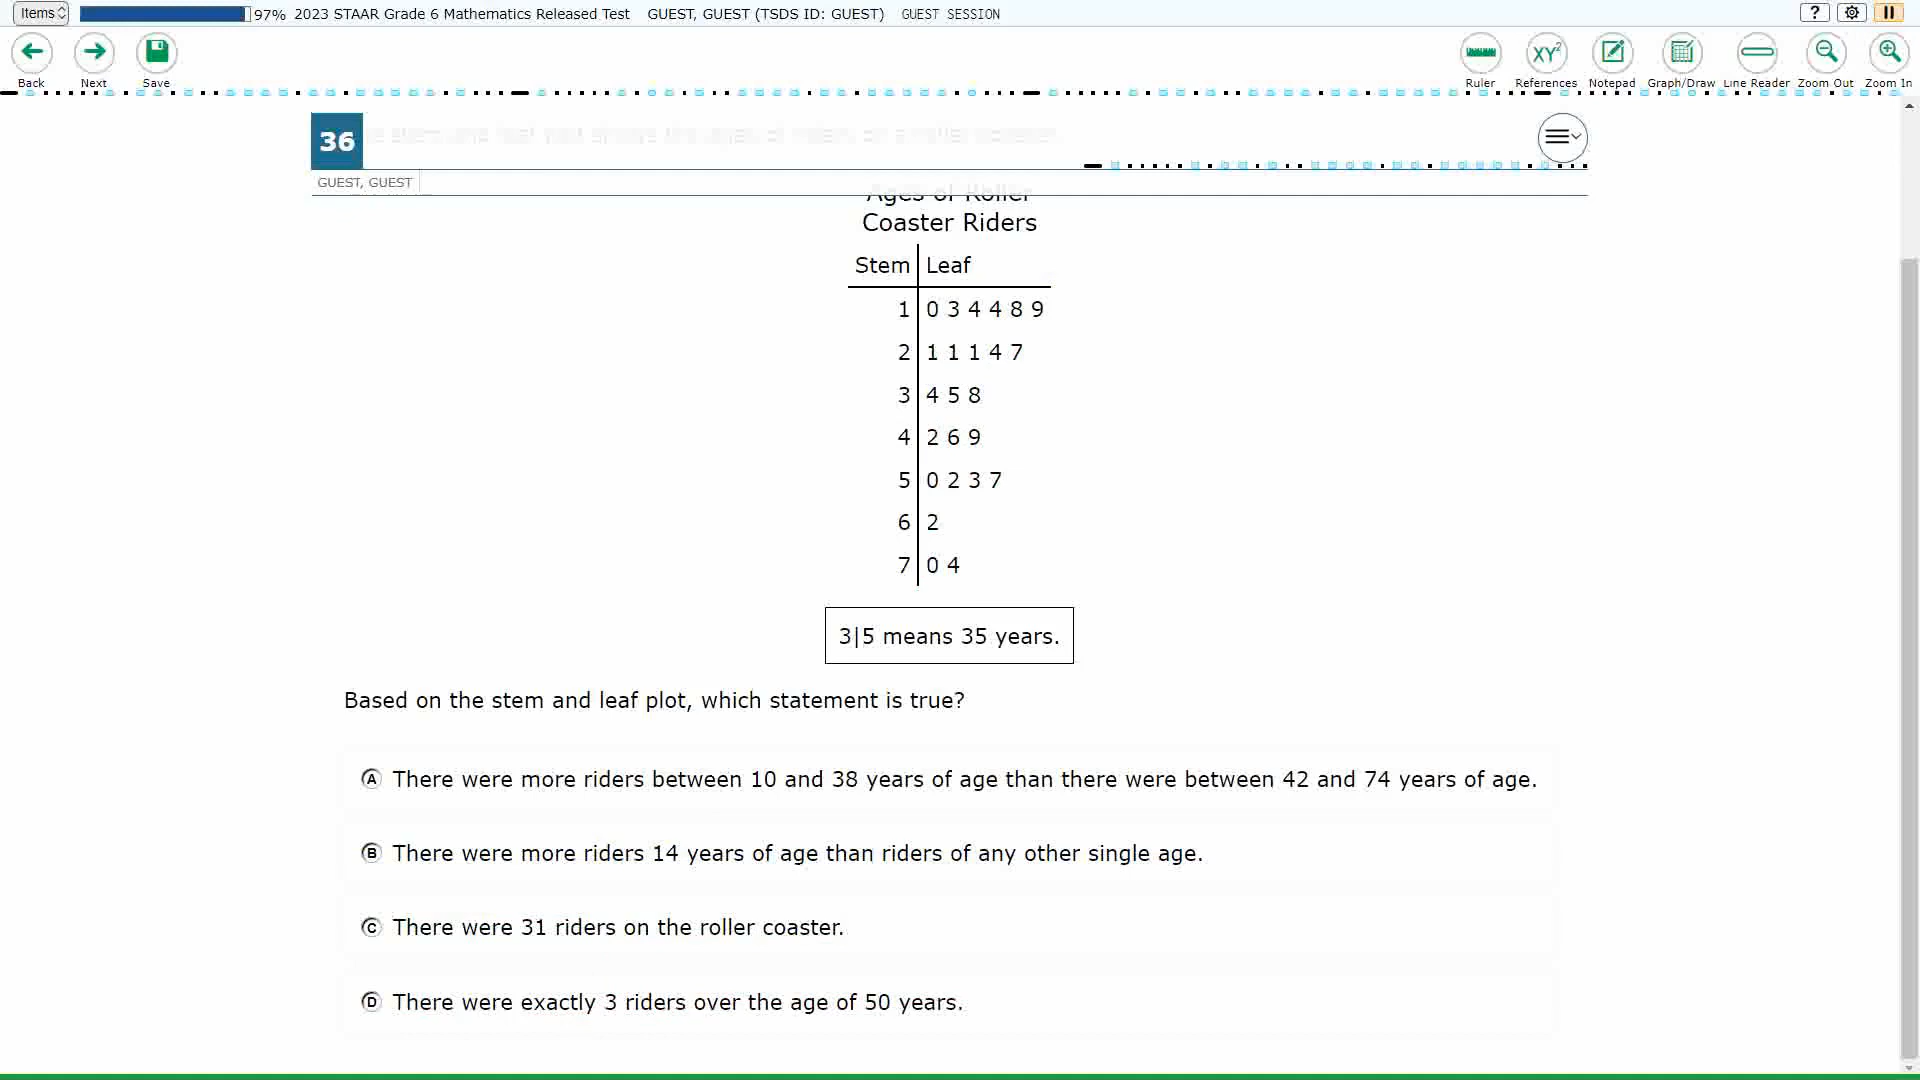 Items 97% 2023 STAAR Grade 6 Mathematics Released Test GUEST, GUEST (TSDS ID: GUEST) GUEST SESSION ?
Back Next Save XY² Ruler References Notepad Graph/Draw Line Reader Zoom Out Zoom In
36
GUEST, GUEST
Ages of Roller
Coaster Riders
Stem Leaf
1 0 3 4 4 8 9
2 1 1 1 4 7
3 4 5 8
4 2 6 9
5 0 2 3 7
6 2
7 0 4
3|5 means 35 years.
Based on the stem and leaf plot, which statement is true?
A There were more riders between 10 and 38 years of age than there were between 42 and 74 years of age.
B There were more riders 14 years of age than riders of any other single age.
C There were 31 riders on the roller coaster.
D There were exactly 3 riders over the age of 50 years.